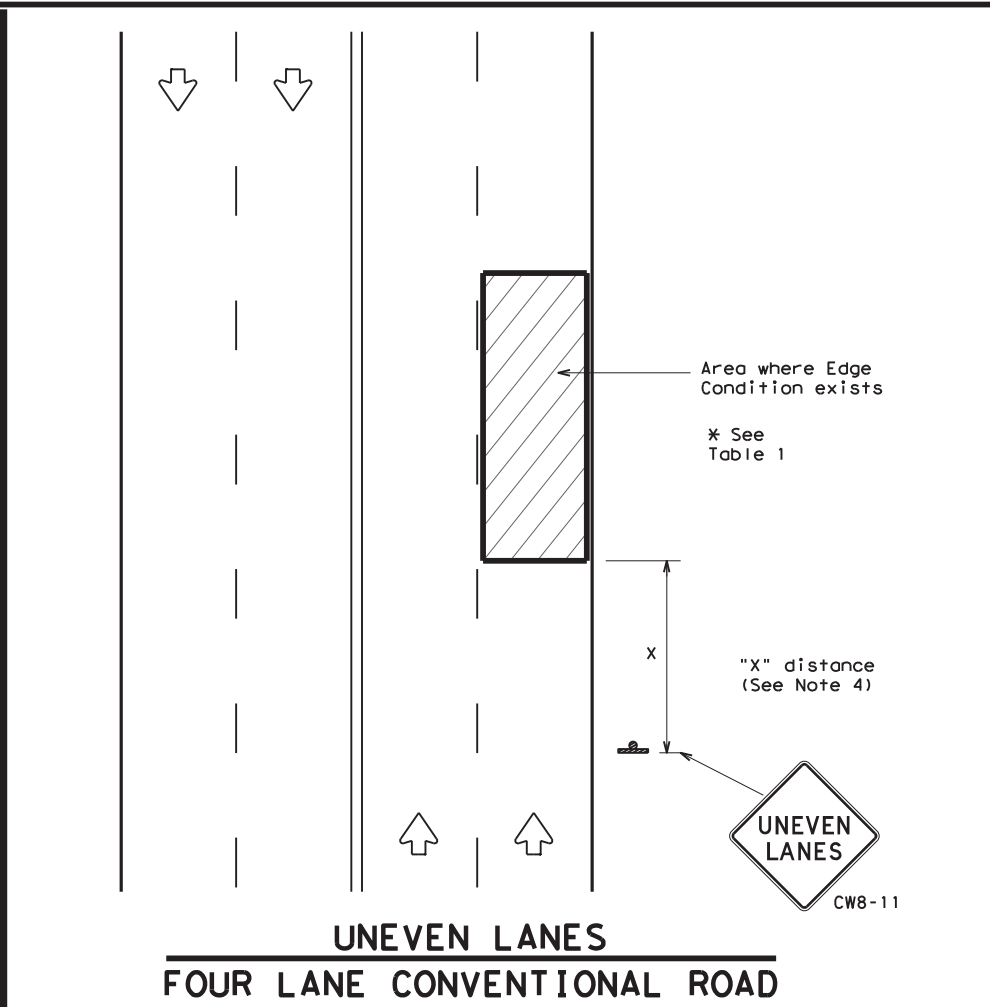 Area where Edge
Condition exists
* See
Table 1
X
"X" distance
(See Note 4)
UNEVEN
LANES
CW8-11
UNEVEN LANES
FOUR LANE CONVENTIONAL ROAD